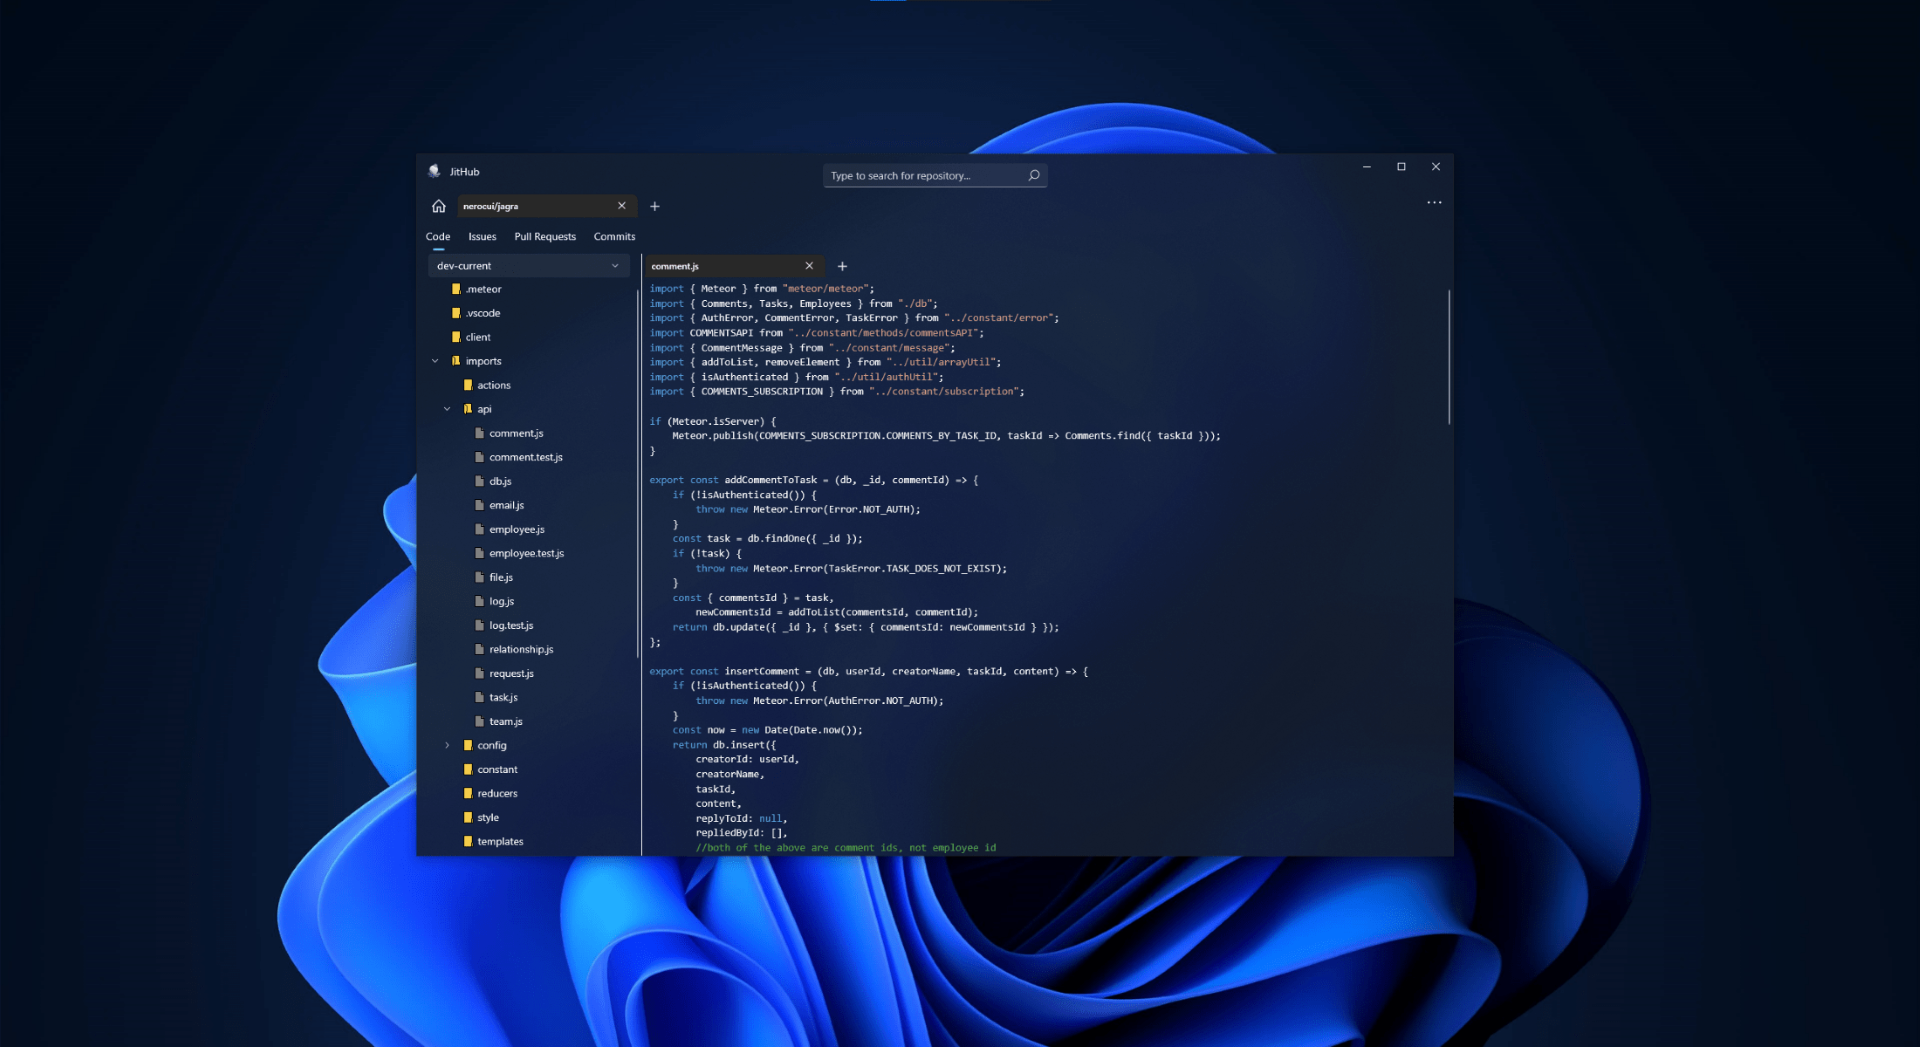 JitHub
Type to search for repository...
nerocui/jagra
Code Issues Pull Requests Commits
dev-current
.meteor
.vscode
client
imports
actions
api
comment.js
comment.test.js
db.js
email.js
employee.js
employee.test.js
file.js
log.js
log.test.js
relationship.js
request.js
task.js
team.js
config
constant
reducers
style
templates
comment.js
import { Meteor } from "meteor/meteor";
import { Comments, Tasks, Employees } from "./db";
import { AuthError, CommentError, TaskError } from "../constant/error";
import COMMENTSAPI from "../constant/methods/commentsAPI";
import { CommentMessage } from "../constant/message";
import { addToList, removeElement } from "../util/arrayUtil";
import { isAuthenticated } from "../util/authUtil";
import { COMMENTS_SUBSCRIPTION } from "../constant/subscription";
if (Meteor.isServer) {
Meteor.publish(COMMENTS_SUBSCRIPTION.COMMENTS_BY_TASK_ID, taskId => Comments.find({ taskId }));
}
export const addCommentToTask = (db, _id, commentId) => {
if (!isAuthenticated()) {
throw new Meteor.Error(Error.NOT_AUTH);
}
const task = db.findOne({ _id });
if (!task) {
throw new Meteor.Error(TaskError.TASK_DOES_NOT_EXIST);
}
const { commentsId } = task,
newCommentsId = addToList(commentsId, commentId);
return db.update({ _id }, { $set: { commentsId: newCommentsId } });
};
export const insertComment = (db, userId, creatorName, taskId, content) => {
if (!isAuthenticated()) {
throw new Meteor.Error(AuthError.NOT_AUTH);
}
const now = new Date(Date.now());
return db.insert({
creatorId: userId,
creatorName,
taskId,
content,
replyToId: null,
repliedById: [],
//both of the above are comment ids, not employee id